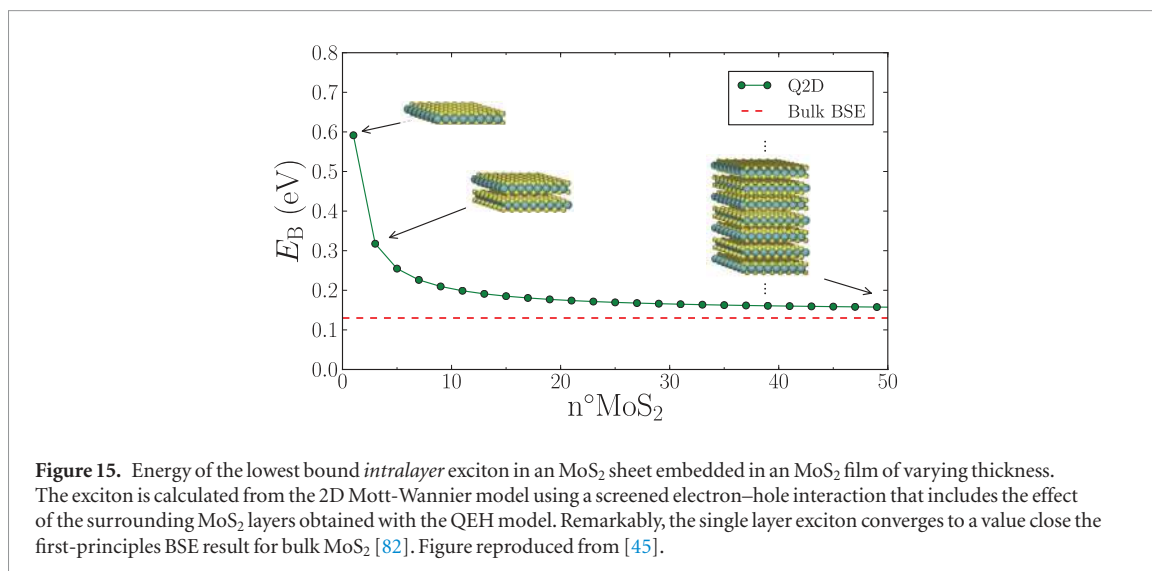 0.8
0.7
0.6
0.5
0.4
0.3
0.2
0.1
0.0
E_B (eV)
Q2D
Bulk BSE
0 10 20 30 40 50
n°MoS₂
Figure 15. Energy of the lowest bound intralayer exciton in an MoS₂ sheet embedded in an MoS₂ film of varying thickness.
The exciton is calculated from the 2D Mott-Wannier model using a screened electron–hole interaction that includes the effect
of the surrounding MoS₂ layers obtained with the QEH model. Remarkably, the single layer exciton converges to a value close the
first-principles BSE result for bulk MoS₂ [82]. Figure reproduced from [45].